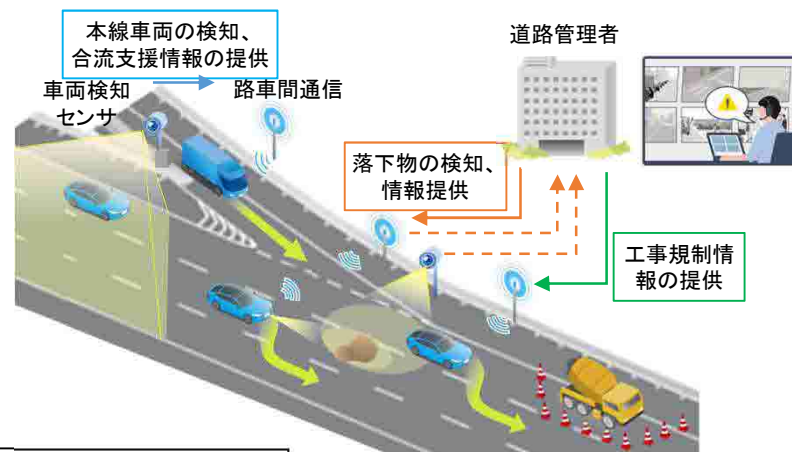 本線車両の検知、
合流支援情報の提供
車両検知
センサ
路車間通信
道路管理者
落下物の検知、
情報提供
工事規制情
報の提供